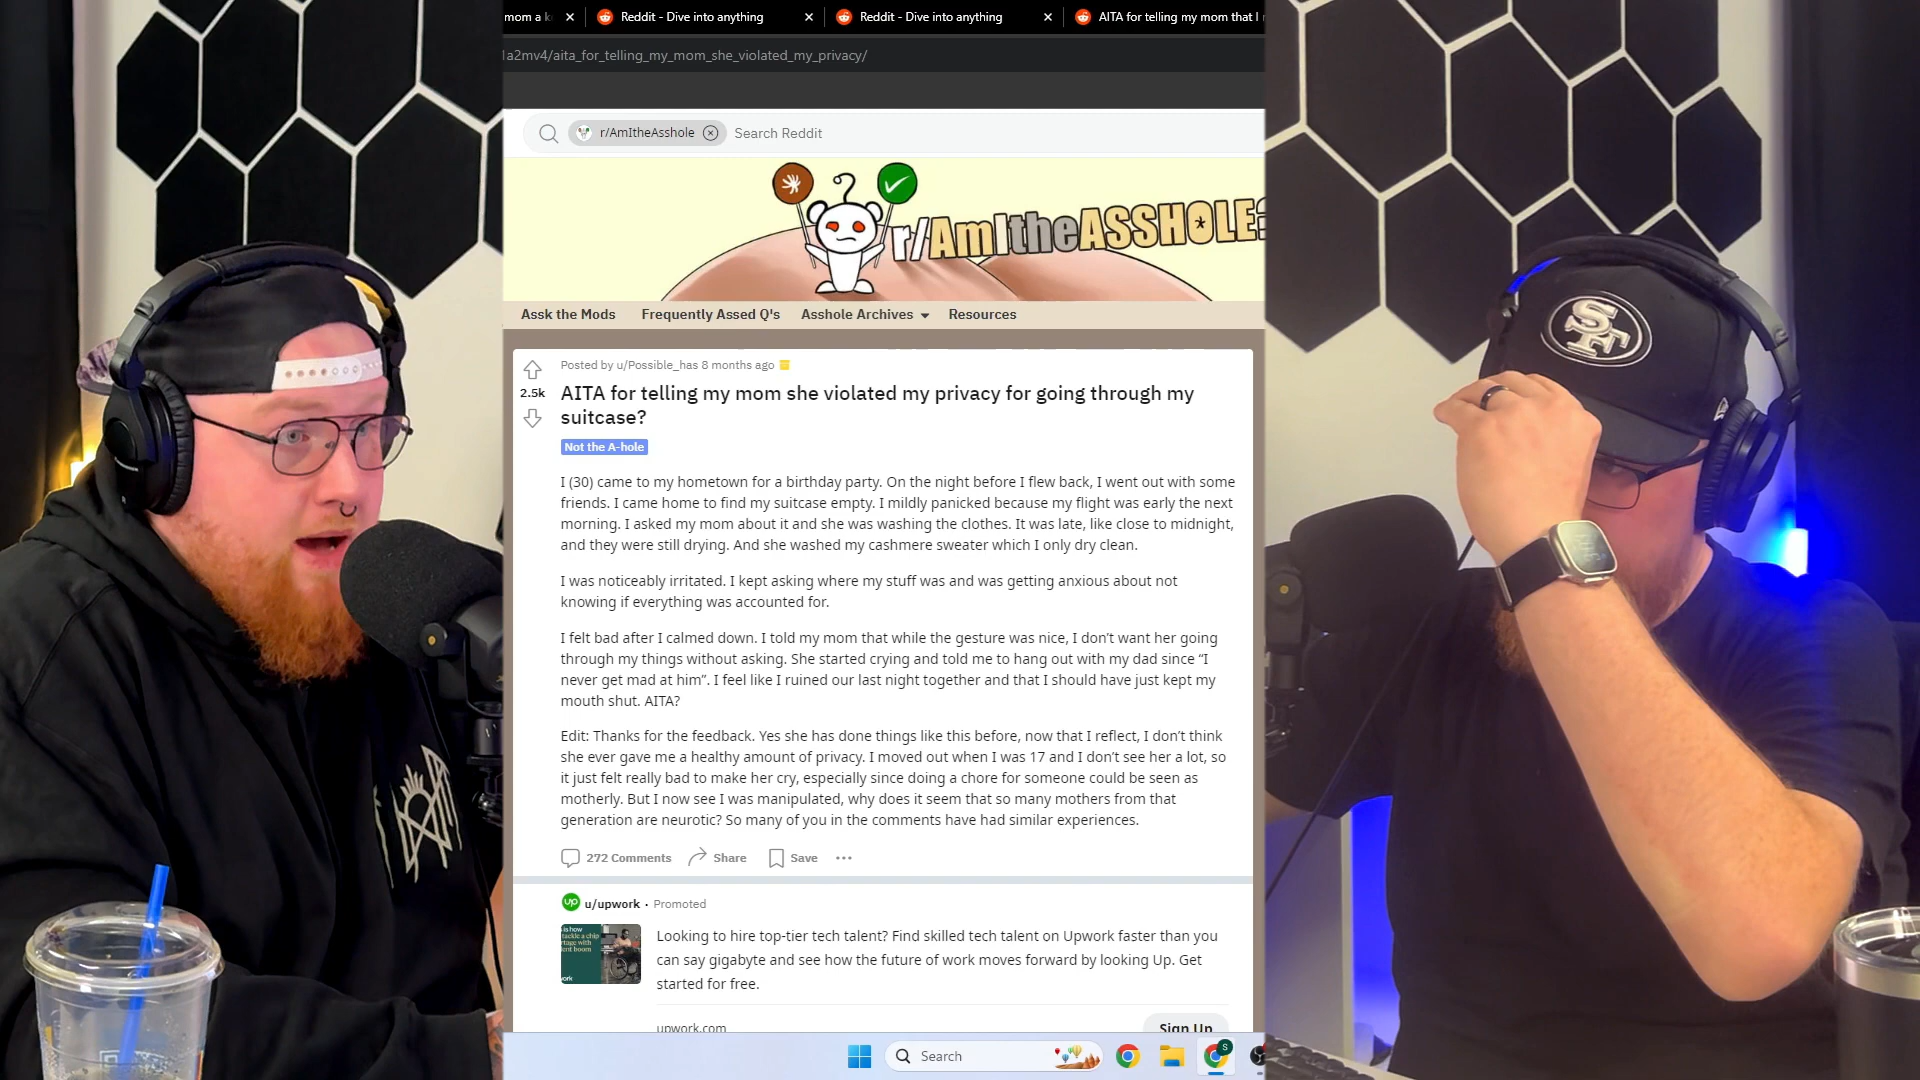 mom a k
Reddit - Dive into anything
Reddit - Dive into anything
AITA for telling my mom that I
1a2mv4/aita_for_telling_my_mom_she_violated_my_privacy/
r/AmItheAsshole
Search Reddit
r/AmItheASSHOLE?
Assk the Mods
Frequently Assed Q's
Asshole Archives
Resources
Posted by u/Possible_has 8 months ago
2.5k
AITA for telling my mom she violated my privacy for going through my
suitcase?
Not the A-hole
I (30) came to my hometown for a birthday party. On the night before I flew back, I went out with some
friends. I came home to find my suitcase empty. I mildly panicked because my flight was early the next
morning. I asked my mom about it and she was washing the clothes. It was late, like close to midnight,
and they were still drying. And she washed my cashmere sweater which I only dry clean.
I was noticeably irritated. I kept asking where my stuff was and was getting anxious about not
knowing if everything was accounted for.
I felt bad after I calmed down. I told my mom that while the gesture was nice, I don’t want her going
through my things without asking. She started crying and told me to hang out with my dad since “I
never get mad at him”. I feel like I ruined our last night together and that I should have just kept my
mouth shut. AITA?
Edit: Thanks for the feedback. Yes she has done things like this before, now that I reflect, I don’t think
she ever gave me a healthy amount of privacy. I moved out when I was 17 and I don’t see her a lot, so
it just felt really bad to make her cry, especially since doing a chore for someone could be seen as
motherly. But I now see I was manipulated, why does it seem that so many mothers from that
generation are neurotic? So many of you in the comments have had similar experiences.
272 Comments
Share
Save
up
u/upwork · Promoted
Looking to hire top-tier tech talent? Find skilled tech talent on Upwork faster than you
can say gigabyte and see how the future of work moves forward by looking Up. Get
started for free.
upwork.com
Sign Up
Search
S
SF